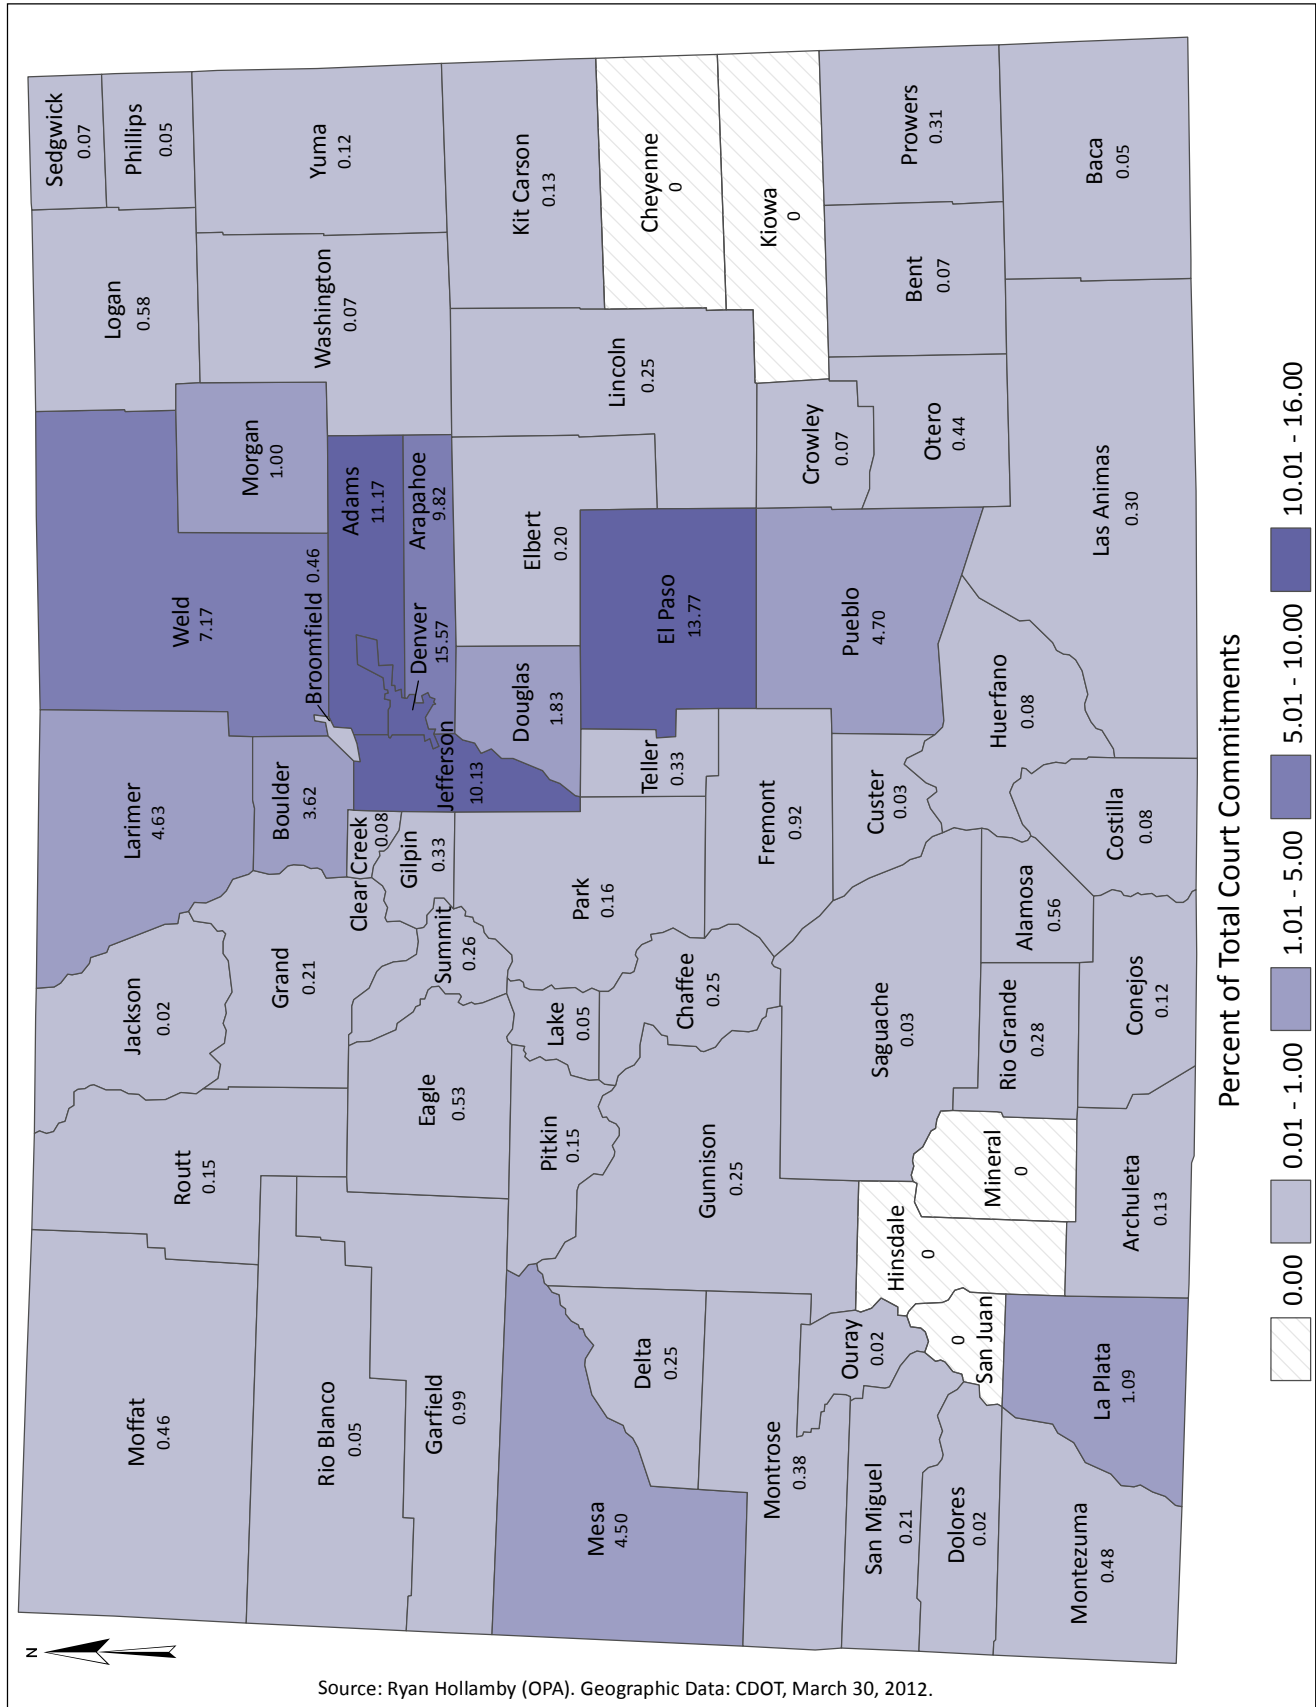 N
Moffat
0.46
Routt
0.15
Jackson
0.02
Larimer
4.63
Weld
7.17
Logan
0.58
Sedgwick
0.07
Phillips
0.05
Rio Blanco
0.05
Grand
0.21
Boulder
3.62
Broomfield 0.46
Morgan
1.00
Washington
0.07
Yuma
0.12
Garfield
0.99
Eagle
0.53
Summit
0.26
Clear Creek
0.08
Gilpin
0.33
Jefferson
10.13
Denver
15.57
Adams
11.17
Arapahoe
9.82
Mesa
4.50
Pitkin
0.15
Lake
0.05
Park
0.16
Douglas
1.83
Elbert
0.20
Lincoln
0.25
Kit Carson
0.13
Delta
0.25
Gunnison
0.25
Chaffee
0.25
Teller
0.33
El Paso
13.77
Cheyenne
0
Montrose
0.38
Ouray
0.02
Fremont
0.92
Pueblo
4.70
Crowley
0.07
Kiowa
0
San Miguel
0.21
Hinsdale
0
Saguache
0.03
Custer
0.03
Otero
0.44
Bent
0.07
Prowers
0.31
Dolores
0.02
San Juan
0
Mineral
0
Rio Grande
0.28
Alamosa
0.56
Huerfano
0.08
Las Animas
0.30
Baca
0.05
Montezuma
0.48
La Plata
1.09
Archuleta
0.13
Conejos
0.12
Costilla
0.08
Percent of Total Court Commitments
0.00
0.01 - 1.00
1.01 - 5.00
5.01 - 10.00
10.01 - 16.00
Source: Ryan Hollamby (OPA). Geographic Data: CDOT, March 30, 2012.